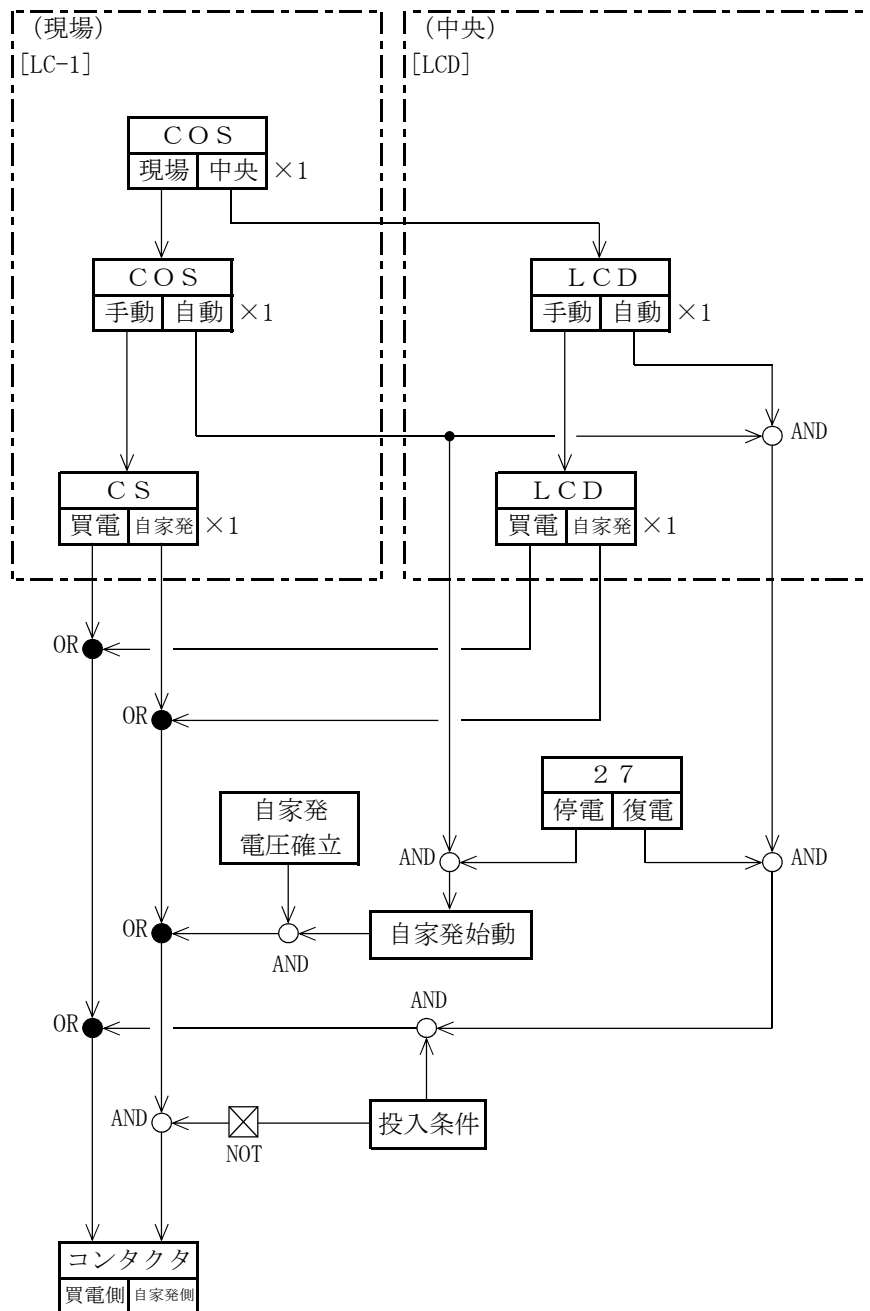 (現場)
[LC-1]
(中央)
[LCD]
ＣＯＳ
現場 中央 ×1
ＣＯＳ
手動 自動 ×1
ＬＣＤ
手動 自動 ×1
AND
ＣＳ
買電 自家発 ×1
ＬＣＤ
買電 自家発 ×1
OR
OR
２７
停電 復電
自家発
電圧確立
AND
AND
OR
自家発始動
AND
AND
OR
AND
投入条件
NOT
コンタクタ
買電側 自家発側